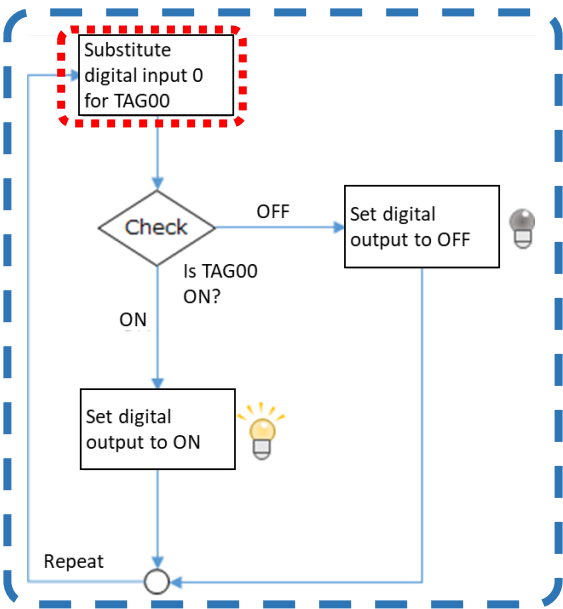 Substitute
digital input 0
for TAG00
Check
OFF
Set digital
output to OFF
Is TAG00
ON?
ON
Set digital
output to ON
Repeat